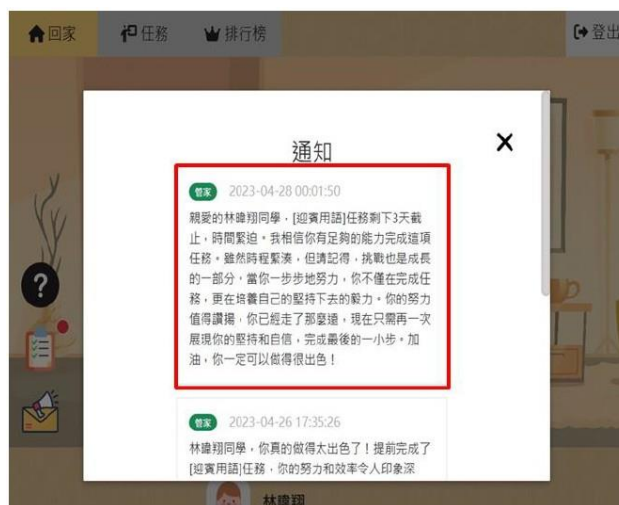 回家 任務 排行榜 登出
通知
管家 2023-04-28 00:01:50
親愛的林暐翔同學,[迎賓用語]任務剩下3天截
止,時間緊迫。我相信你有足夠的能力完成這項
任務。雖然時程緊湊,但請記得,挑戰也是成長
的一部分,當你一步步地努力,你不僅在完成任
務,更在培養自己的堅持下去的毅力。你的努力
值得讚揚,你已經走了那麼遠,現在只需再一次
展現你的堅持和自信,完成最後的一小步。加
油,你一定可以做得很出色!
管家 2023-04-26 17:35:26
林暐翔同學,你真的做得太出色了!提前完成了
[迎賓用語]任務,你的努力和效率令人印象深
林暐翔